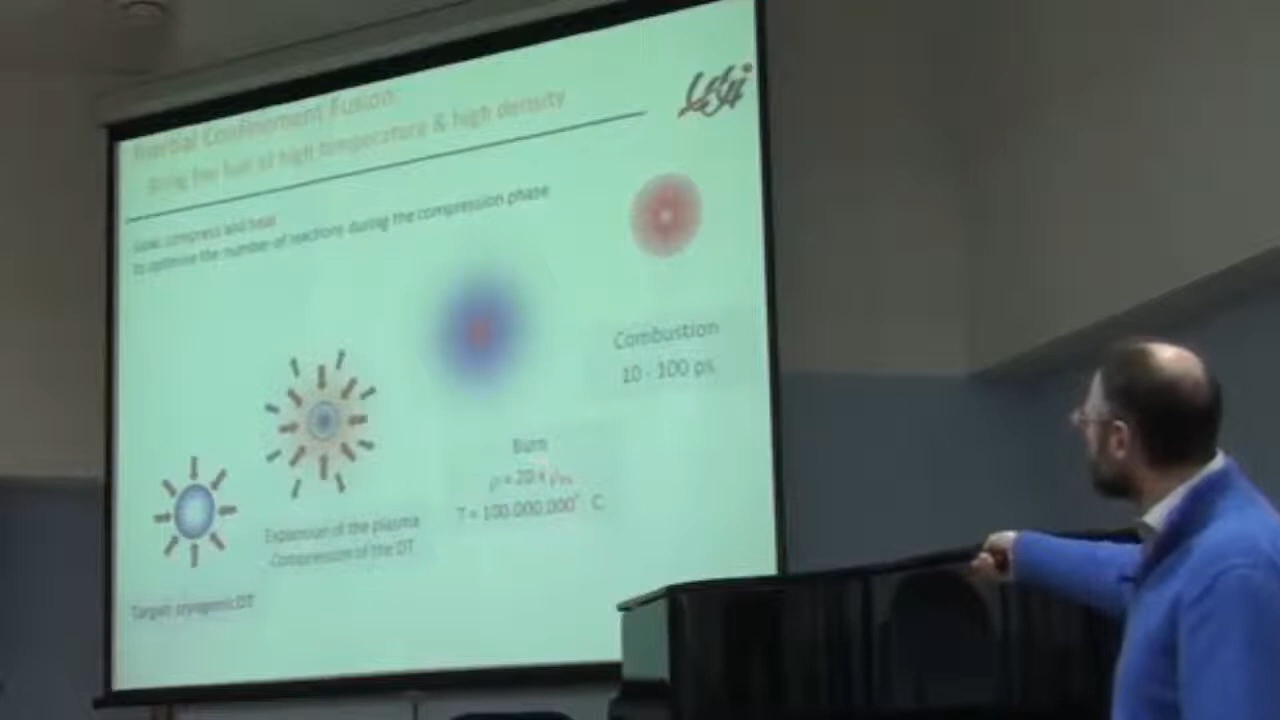 Inertial Confinement Fusion:
Bring the fuel at high temperature & high density
compress and heat
to optimise the number of reactions during the compression phase
Combustion
10 - 100 ps
Burn
T = 100.000.000° C
Expansion of the plasma
Compression of the DT
Target cryogenic DT